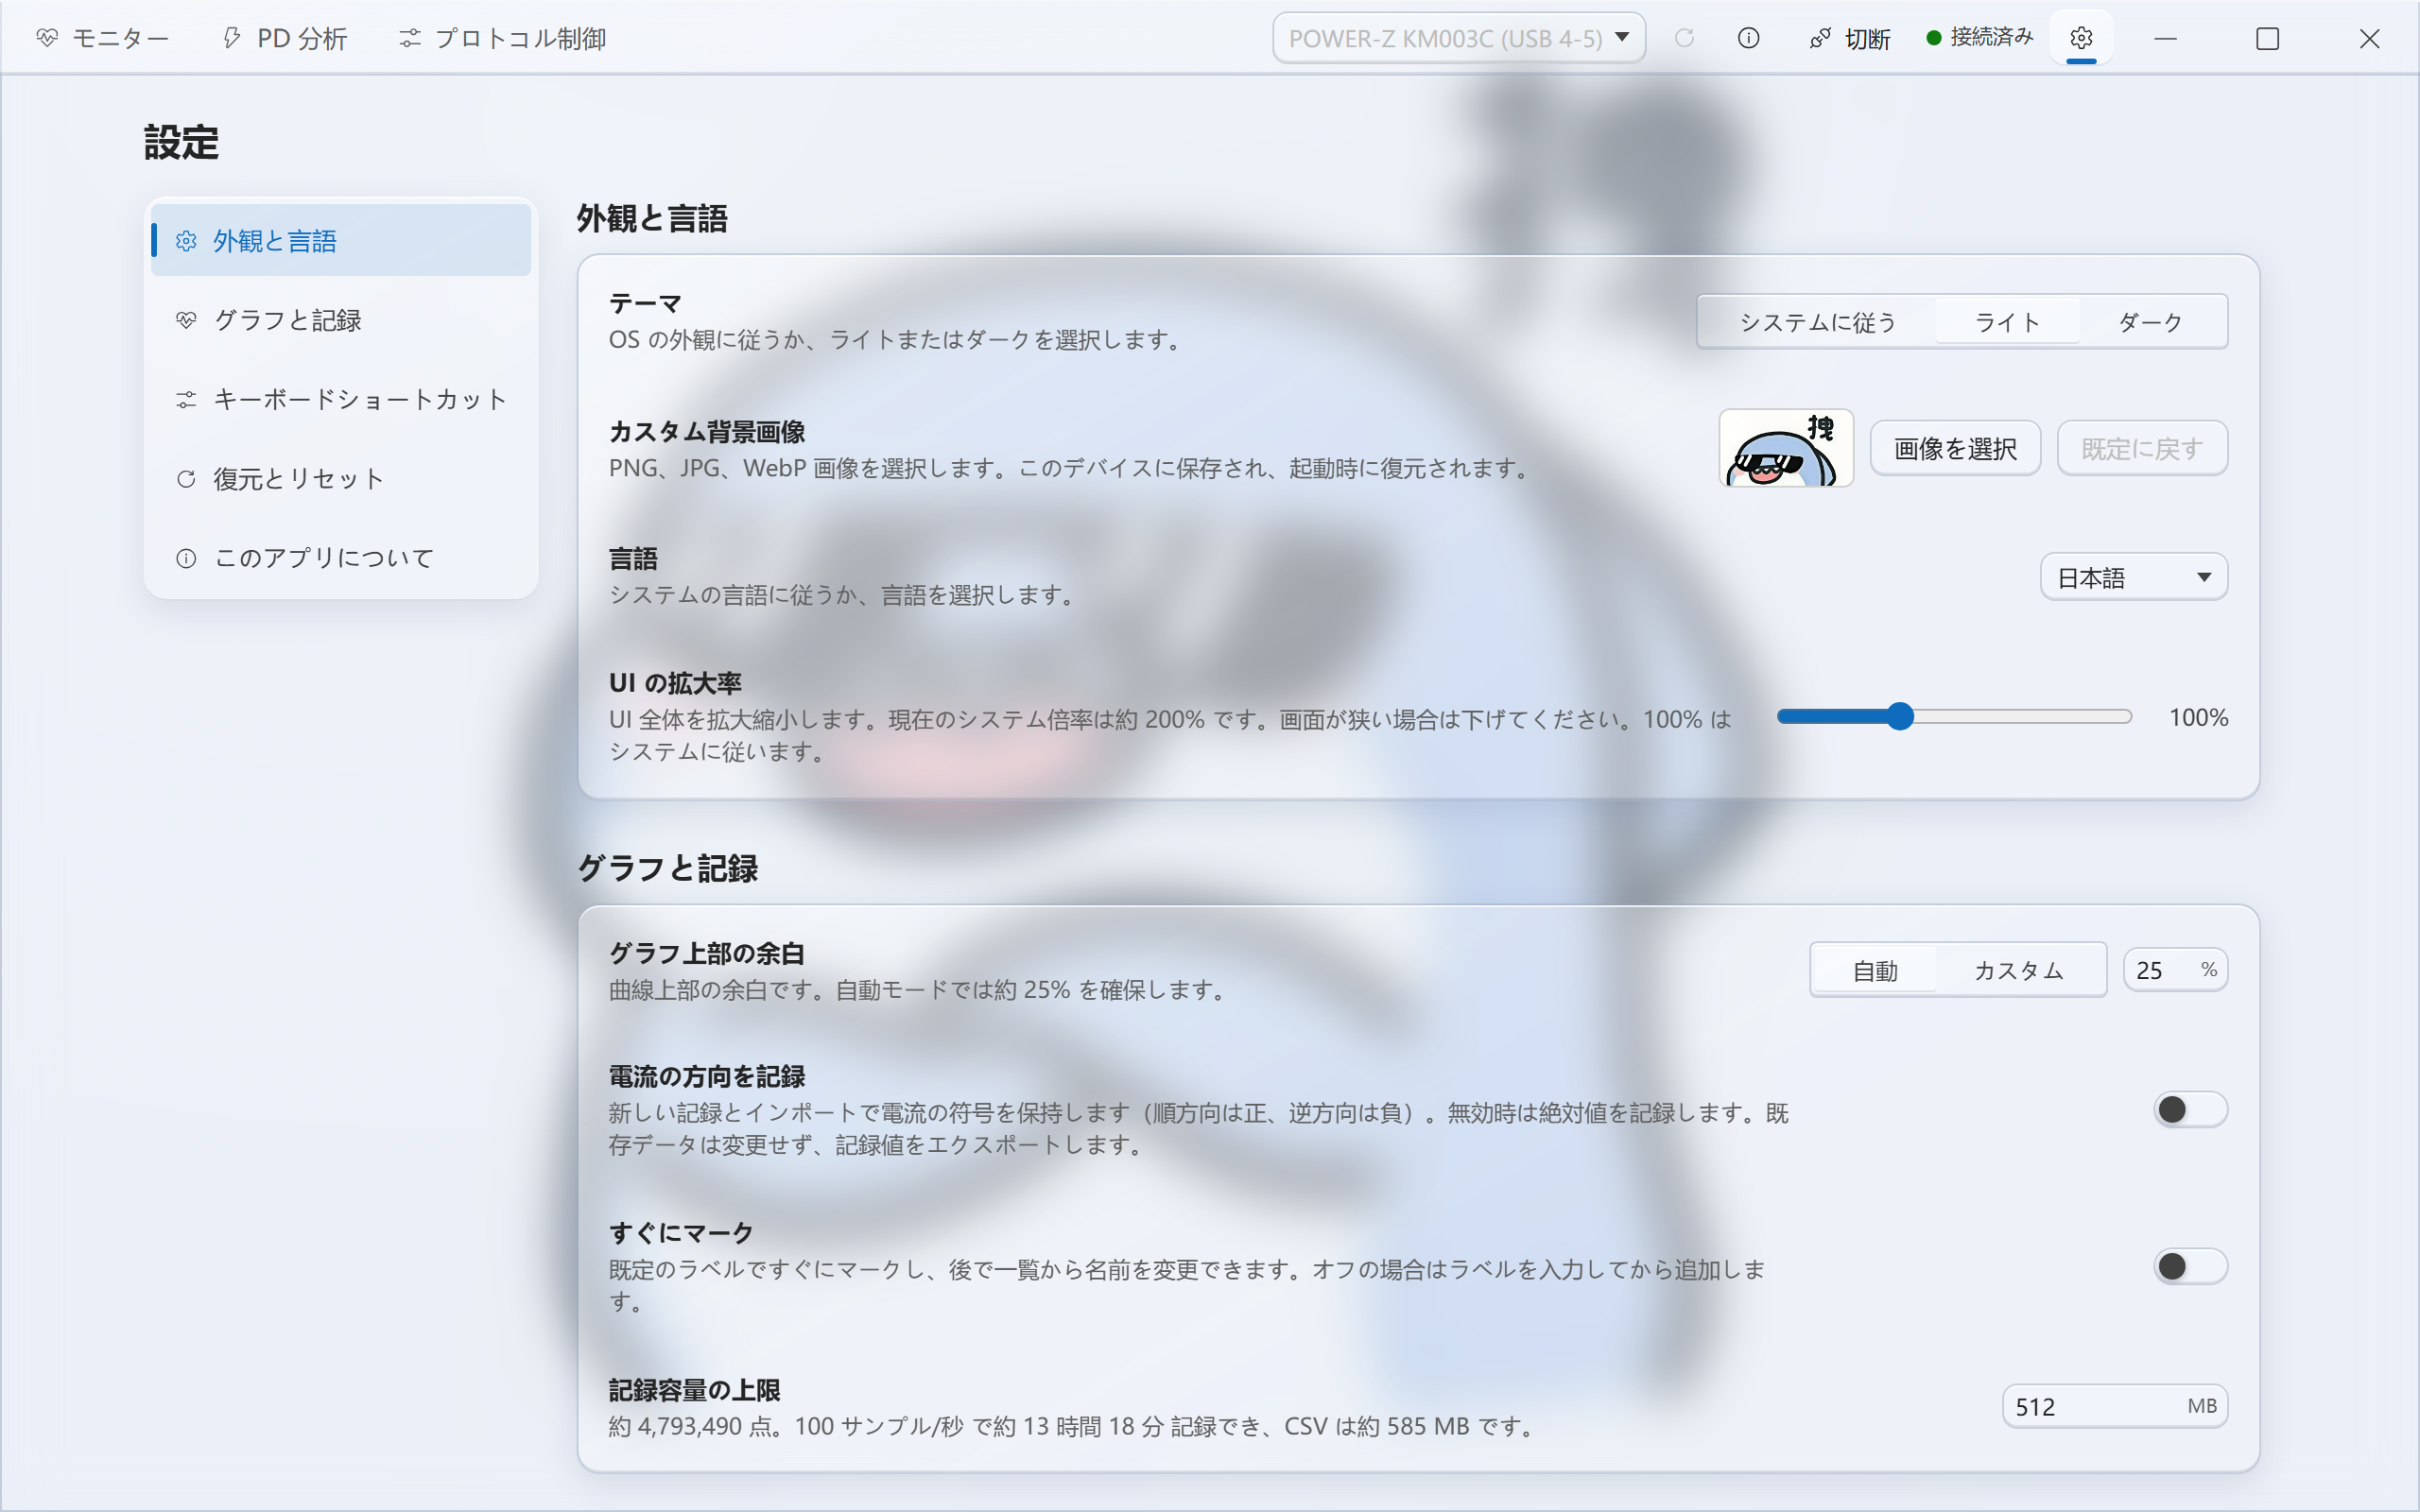 モニター
PD 分析
プロトコル制御
POWER-Z KM003C (USB 4-5)
切断
接続済み
設定
外観と言語
グラフと記録
キーボードショートカット
復元とリセット
このアプリについて
外観と言語
テーマ
OS の外観に従うか、ライトまたはダークを選択します。
システムに従う
ライト
ダーク
カスタム背景画像
PNG、JPG、WebP 画像を選択します。このデバイスに保存され、起動時に復元されます。
拽
画像を選択
既定に戻す
言語
システムの言語に従うか、言語を選択します。
日本語
UI の拡大率
UI 全体を拡大縮小します。現在のシステム倍率は約 200% です。画面が狭い場合は下げてください。100% は
システムに従います。
100%
グラフと記録
グラフ上部の余白
曲線上部の余白です。自動モードでは約 25% を確保します。
自動
カスタム
25 %
電流の方向を記録
新しい記録とインポートで電流の符号を保持します（順方向は正、逆方向は負）。無効時は絶対値を記録します。既
存データは変更せず、記録値をエクスポートします。
すぐにマーク
既定のラベルですぐにマークし、後で一覧から名前を変更できます。オフの場合はラベルを入力してから追加しま
す。
記録容量の上限
約 4,793,490 点。100 サンプル/秒 で約 13 時間 18 分 記録でき、CSV は約 585 MB です。
512 MB